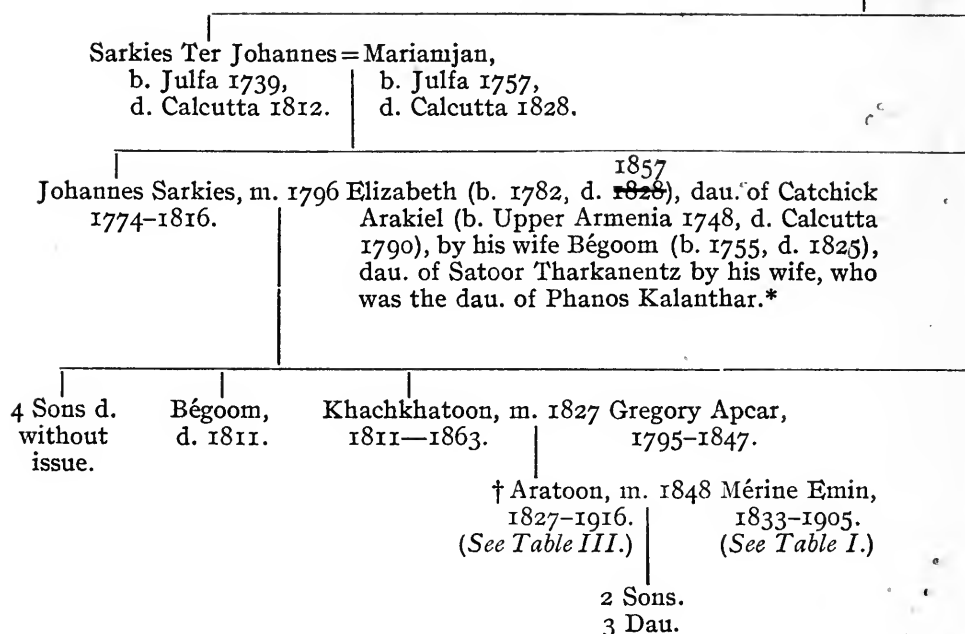 Sarkies Ter Johannes = Mariamjan,
b. Julfa 1739, b. Julfa 1757,
d. Calcutta 1812. d. Calcutta 1828.
1857
Johannes Sarkies, m. 1796 Elizabeth (b. 1782, d. 1828), dau. of Catchick
1774–1816. Arakiel (b. Upper Armenia 1748, d. Calcutta
1790), by his wife Bégoom (b. 1755, d. 1825),
dau. of Satoor Tharkanentz by his wife, who
was the dau. of Phanos Kalanthar.*
4 Sons d. Bégoom, Khachkhatoon, m. 1827 Gregory Apcar,
without d. 1811. 1811—1863. 1795–1847.
issue.
† Aratoon, m. 1848 Mérine Emin,
1827–1916. 1833–1905.
(See Table III.) (See Table I.)
2 Sons.
3 Dau.